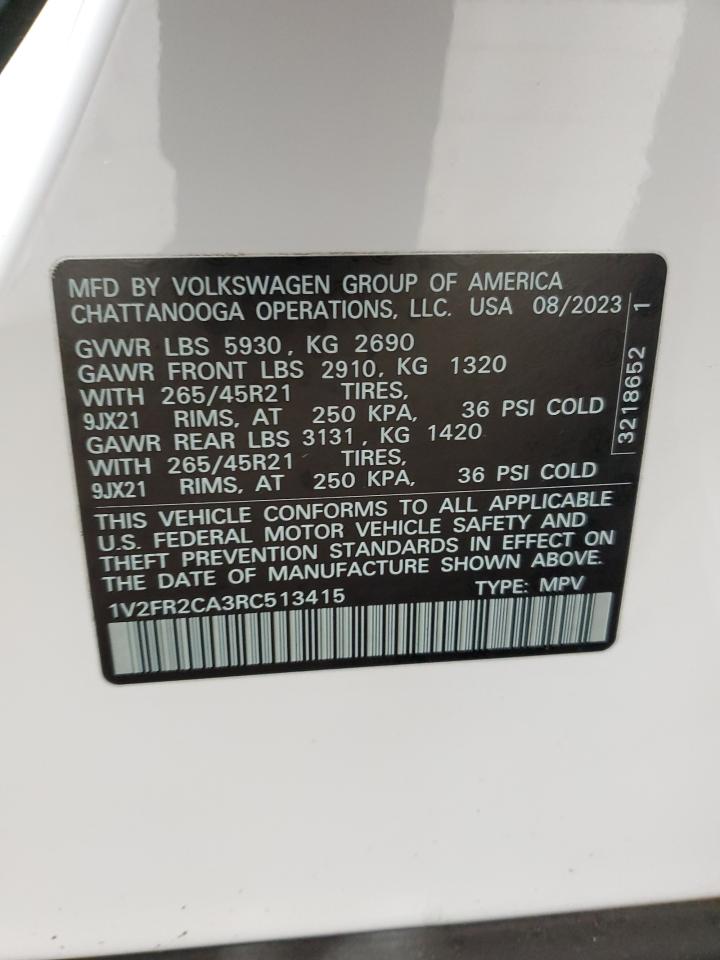 MFD BY VOLKSWAGEN GROUP OF AMERICA
CHATTANOOGA OPERATIONS, LLC. USA 08/2023
GVWR LBS 5930, KG 2690
GAWR FRONT LBS 2910, KG 1320
WITH 265/45R21 TIRES,
9JX21 RIMS, AT 250 KPA, 36 PSI COLD
GAWR REAR LBS 3131, KG 1420
WITH 265/45R21 TIRES,
9JX21 RIMS, AT 250 KPA, 36 PSI COLD
THIS VEHICLE CONFORMS TO ALL APPLICABLE
U.S. FEDERAL MOTOR VEHICLE SAFETY AND
THEFT PREVENTION STANDARDS IN EFFECT ON
THE DATE OF MANUFACTURE SHOWN ABOVE.
1V2FR2CA3RC513415 TYPE: MPV
3218652 1